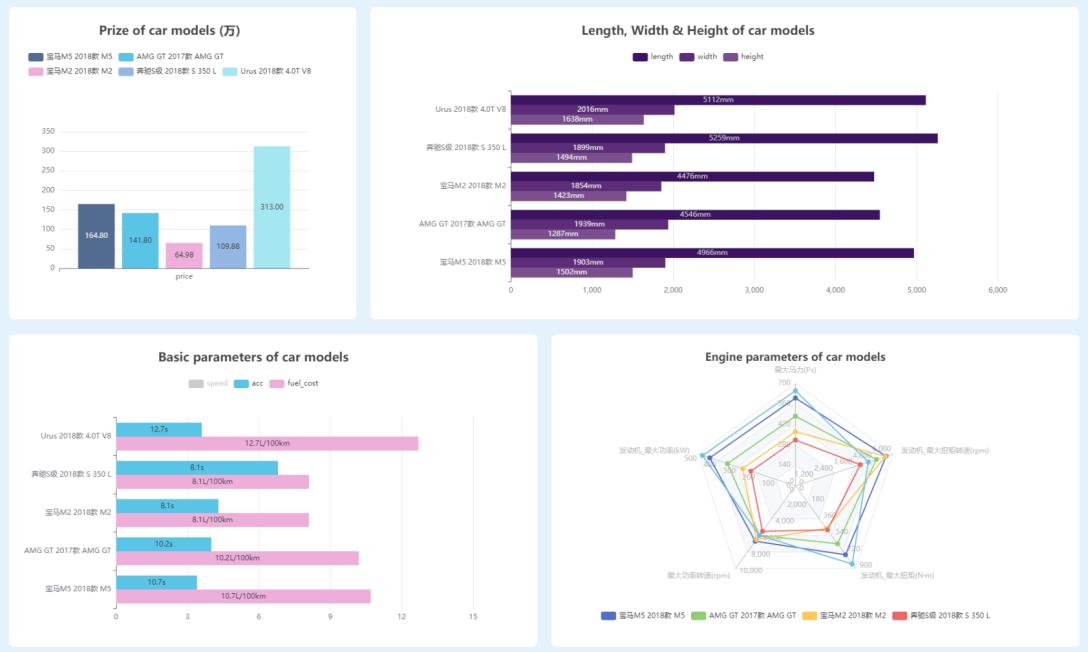 Prize of car models (万)
宝马M5 2018款 M5 AMG GT 2017款 AMG GT
宝马M2 2018款 M2 奔驰S级 2018款 S 350 L Urus 2018款 4.0T V8
350
300
250
200
150
100
50
0
164.80
141.80
64.98
109.88
313.00
price
Length, Width & Height of car models
length width height
Urus 2018款 4.0T V8
5112mm
2016mm
1638mm
奔驰S级 2018款 S 350 L
5259mm
1899mm
1494mm
宝马M2 2018款 M2
4476mm
1854mm
1423mm
AMG GT 2017款 AMG GT
4546mm
1939mm
1287mm
宝马M5 2018款 M5
4966mm
1903mm
1502mm
0 1,000 2,000 3,000 4,000 5,000 6,000
Basic parameters of car models
speed acc fuel_cost
Urus 2018款 4.0T V8
12.7s
12.7L/100km
奔驰S级 2018款 S 350 L
8.1s
8.1L/100km
宝马M2 2018款 M2
8.1s
8.1L/100km
AMG GT 2017款 AMG GT
10.2s
10.2L/100km
宝马M5 2018款 M5
10.7s
10.7L/100km
0 3 6 9 12 15
Engine parameters of car models
最大马力(Ps)
700
420
280
140
发动机_最大功率(kW)
500
300
200
100
发动机_最大扭矩转速(rpm)
3,600
2,400
1,200
180
360
540
720
900
2,000
4,000
8,000
10,000
最大功率转速(rpm)
发动机_最大扭矩(N·m)
宝马M5 2018款 M5 AMG GT 2017款 AMG GT 宝马M2 2018款 M2 奔驰S级 2018款 S 350 L